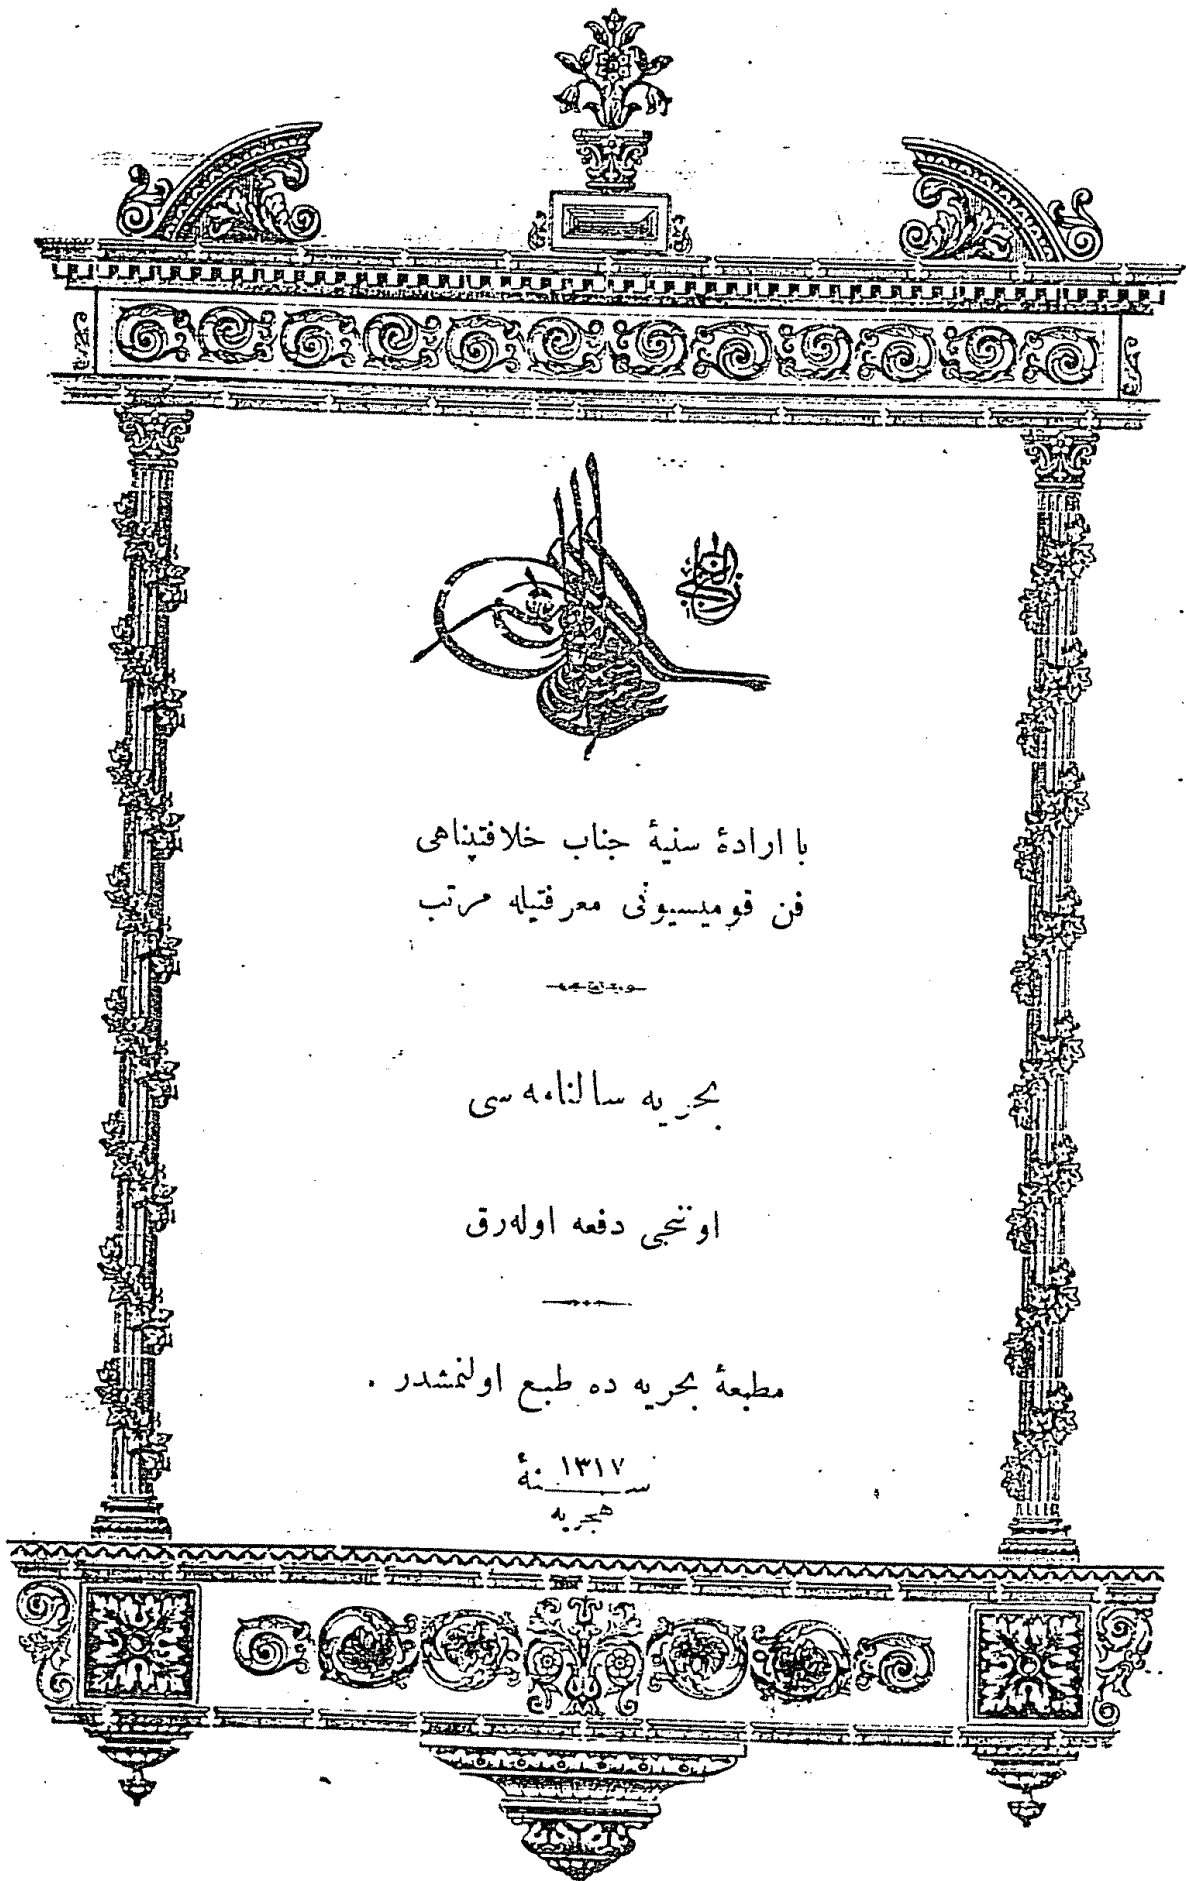 با ارادهٔ سنیهٔ جناب خلافتپناهی
فن قومیسیونی معرفتیله مرتب
بحریه سالنامه سی
اوننجی دفعه اوله‌رق
مطبعهٔ بحریه ده طبع اولنمشدر .
١٣١٧
سنهٔ
هجریه